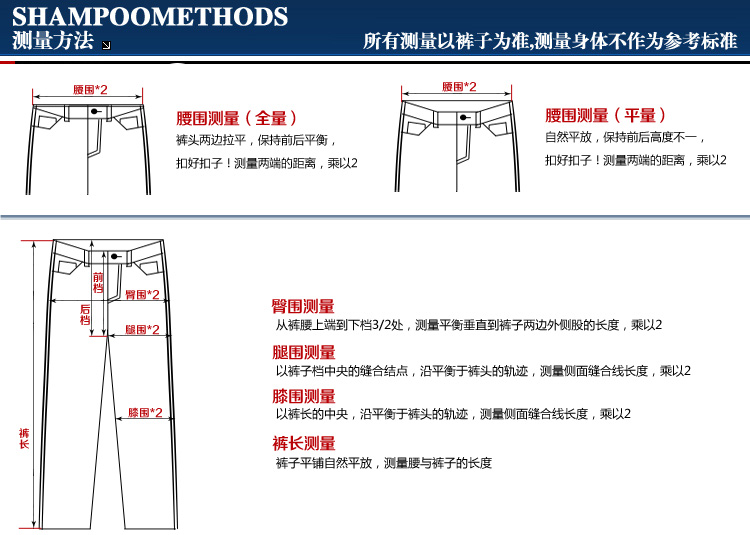 SHAMPOOMETHODS
测量方法
所有测量以裤子为准,测量身体不作为参考标准
腰围*2
腰围测量（全量）
裤头两边拉平，保持前后平衡，
扣好扣子！测量两端的距离，乘以2
腰围*2
腰围测量（平量）
自然平放，保持前后高度不一，
扣好扣子！测量两端的距离，乘以2
前档
后档
臀围*2
腿围*2
膝围*2
裤长
臀围测量
从裤腰上端到下档3/2处，测量平衡垂直到裤子两边外侧股的长度，乘以2
腿围测量
以裤子档中央的缝合结点，沿平衡于裤头的轨迹，测量侧面缝合线长度，乘以2
膝围测量
以裤长的中央，沿平衡于裤头的轨迹，测量侧面缝合线长度，乘以2
裤长测量
裤子平铺自然平放，测量腰与裤子的长度